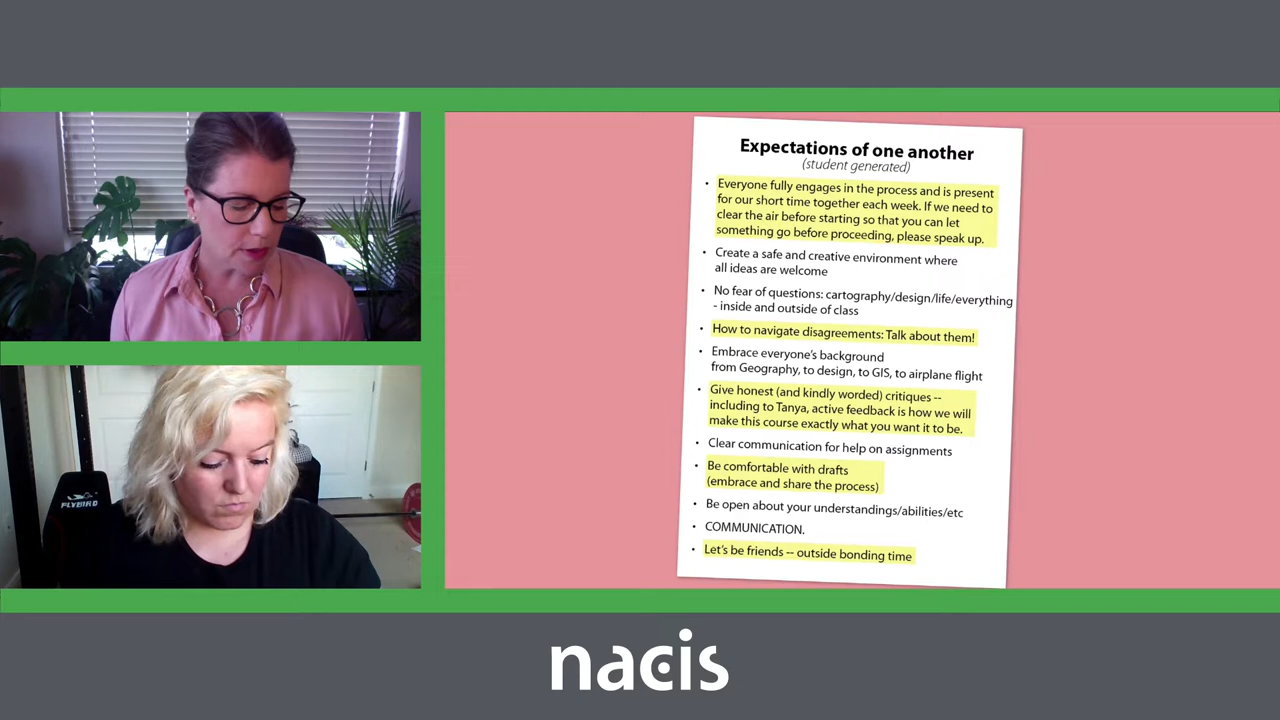 Expectations of one another
(student generated)
• Everyone fully engages in the process and is present
for our short time together each week. If we need to
clear the air before starting so that you can let
something go before proceeding, please speak up.
• Create a safe and creative environment where
all ideas are welcome
• No fear of questions: cartography/design/life/everything
- inside and outside of class
• How to navigate disagreements: Talk about them!
• Embrace everyone's background
from Geography, to design, to GIS, to airplane flight
• Give honest (and kindly worded) critiques --
including to Tanya, active feedback is how we will
make this course exactly what you want it to be.
• Clear communication for help on assignments
• Be comfortable with drafts
(embrace and share the process)
• Be open about your understandings/abilities/etc
• COMMUNICATION.
• Let's be friends -- outside bonding time
FLYBIRD
nacis